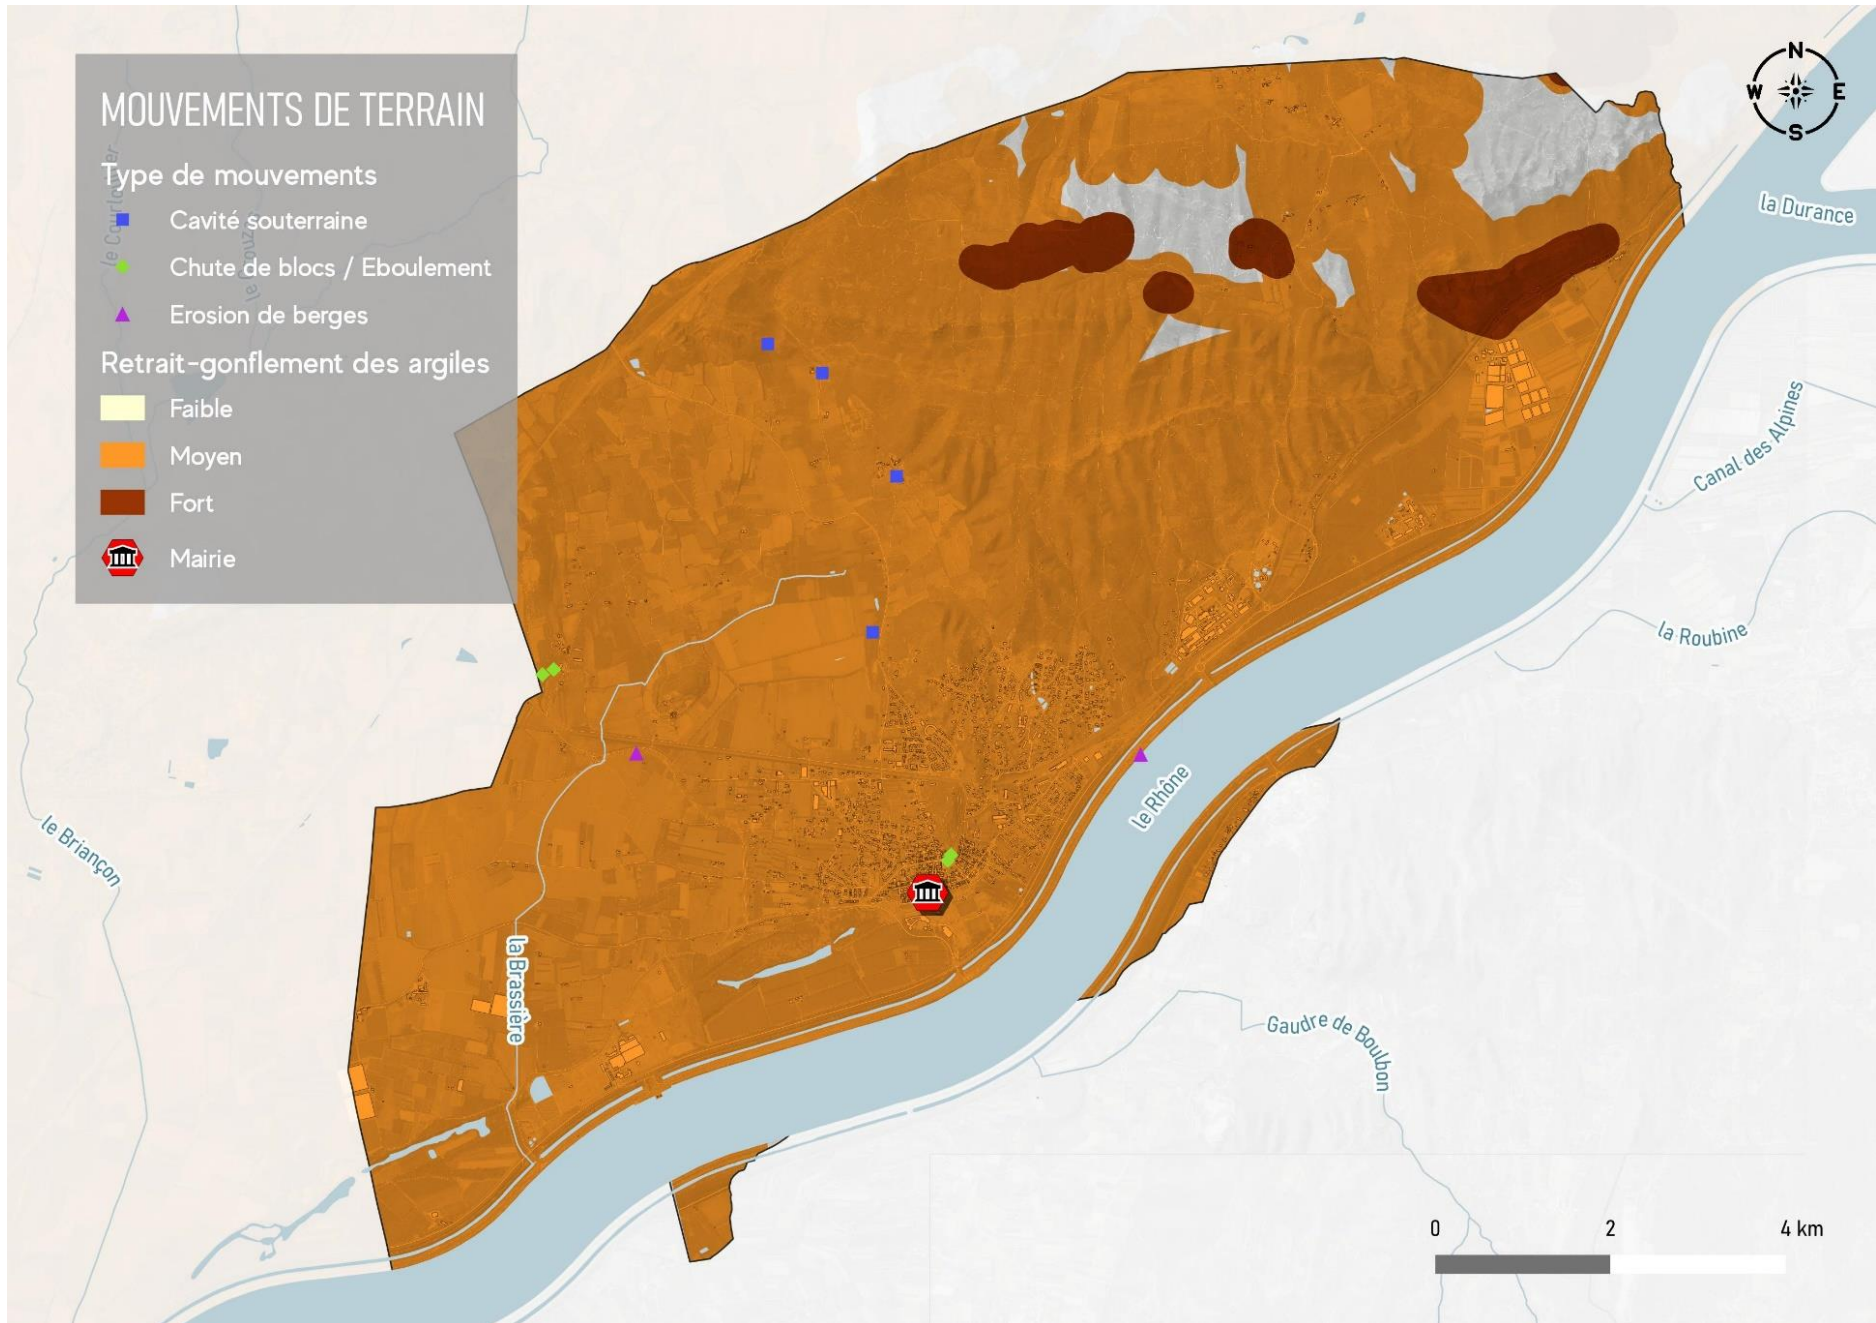 MOUVEMENTS DE TERRAIN
Type de mouvements
Cavité souterraine
Chute de blocs / Eboulement
Erosion de berges
Retrait-gonflement des argiles
Faible
Moyen
Fort
Mairie
le Courloulier
N
W
E
S
la Durance
Canal des Alpines
la Roubine
le Rhône
le Briançon
la Brassière
Gaudre de Boulbon
0
2
4 km